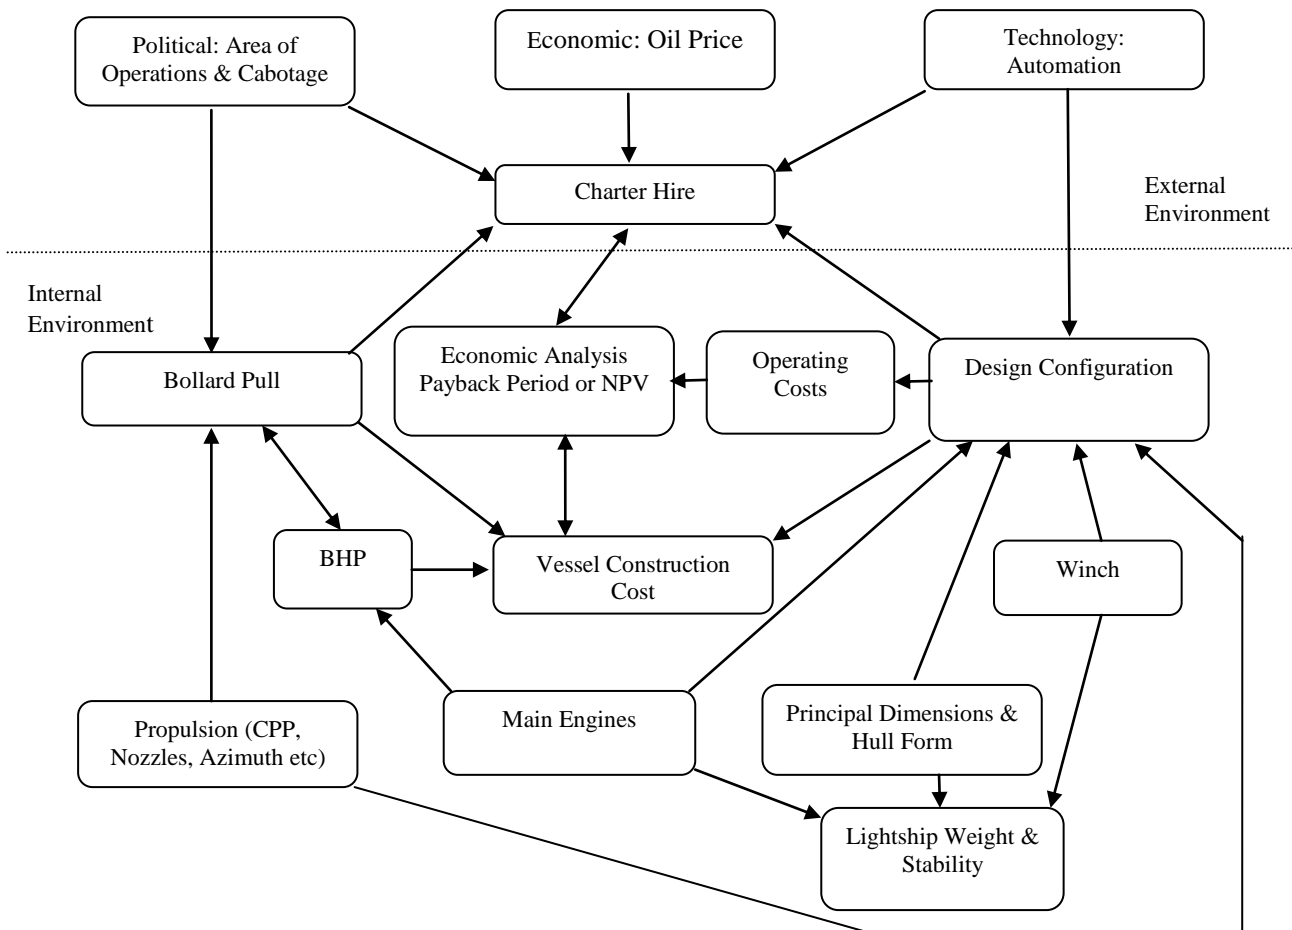 Political: Area of
Operations & Cabotage
Economic: Oil Price
Technology:
Automation
Charter Hire
External
Environment
Internal
Environment
Bollard Pull
Economic Analysis
Payback Period or NPV
Operating
Costs
Design Configuration
BHP
Vessel Construction
Cost
Winch
Propulsion (CPP,
Nozzles, Azimuth etc)
Main Engines
Principal Dimensions &
Hull Form
Lightship Weight &
Stability